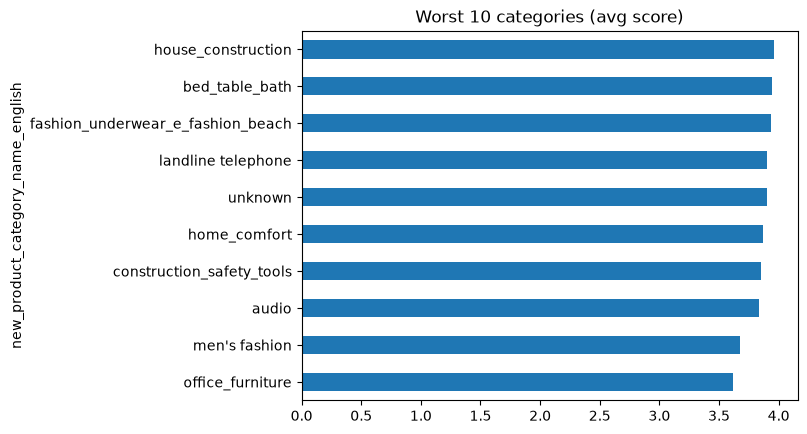 Worst 10 categories (avg score)
new_product_category_name_english
house_construction
bed_table_bath
fashion_underwear_e_fashion_beach
landline telephone
unknown
home_comfort
construction_safety_tools
audio
men's fashion
office_furniture
0.0 0.5 1.0 1.5 2.0 2.5 3.0 3.5 4.0